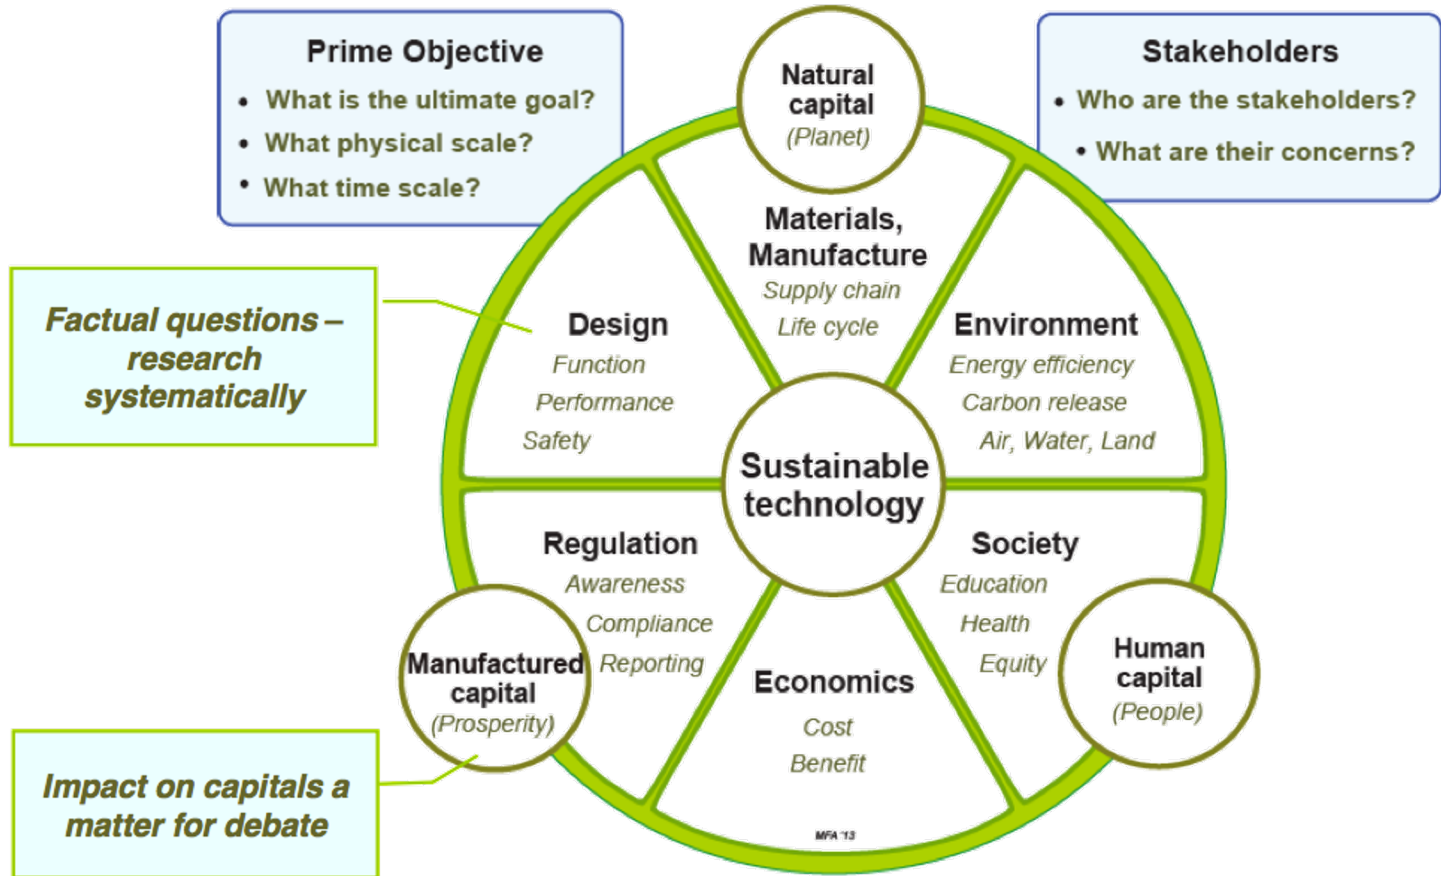 Prime Objective
• What is the ultimate goal?
• What physical scale?
• What time scale?
Stakeholders
• Who are the stakeholders?
• What are their concerns?
Natural
capital
(Planet)
Materials,
Manufacture
Supply chain
Life cycle
Factual questions –
research
systematically
Design
Function
Performance
Safety
Environment
Energy efficiency
Carbon release
Air, Water, Land
Sustainable
technology
Regulation
Awareness
Compliance
Reporting
Society
Education
Health
Equity
Manufactured
capital
(Prosperity)
Economics
Cost
Benefit
Human
capital
(People)
Impact on capitals a
matter for debate
MFA '13